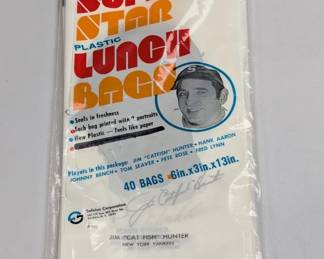 SUPER
STAR
PLASTIC
LUNCH
BAGS
•Seals in freshness
•Each bag printed with portraits
•New Plastic — Feels like paper
Players in this package: JIM "CATFISH" HUNTER • HANK AARON
JOHNNY BENCH • TOM SEAVER • PETE ROSE • FRED LYNN
40 BAGS • 6in.x3in.x13in.
Corporation
JIM "CATFISH" HUNTER
NEW YORK YANKEES